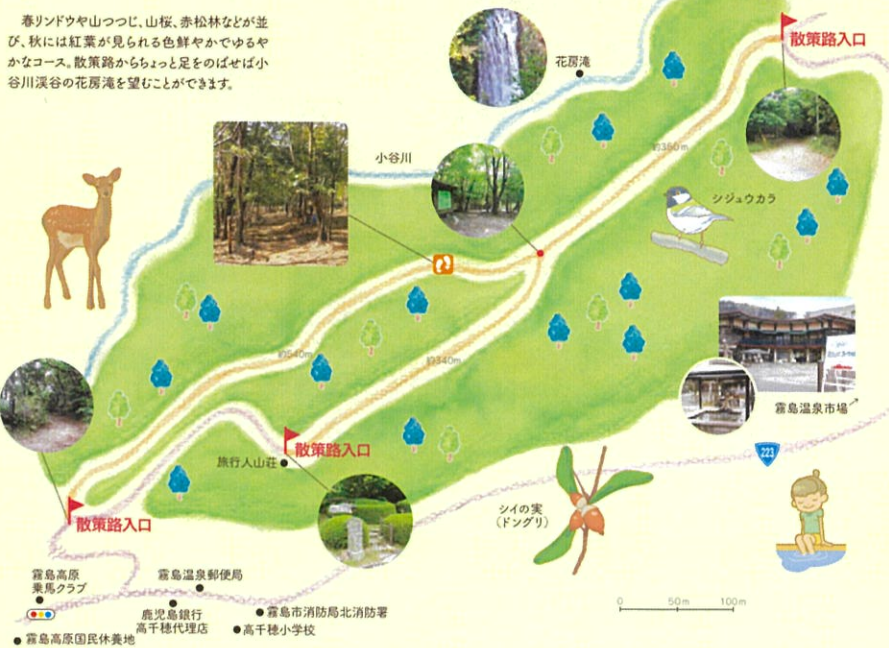 春リンドウや山つつじ、山桜、赤松林などが並
び、秋には紅葉が見られる色鮮やかでゆるや
かなコース。散策路からちょっと足をのばせば小
谷川渓谷の花房滝を望むことができます。
散策路入口
花房滝
約350m
小谷川
シジュウカラ
約540m
約340m
霧島温泉市場
散策路入口
旅行人山荘
223
シイの実
(ドングリ)
散策路入口
霧島高原
乗馬クラブ
霧島温泉郵便局
鹿児島銀行
高千穂代理店
霧島市消防局北消防署
高千穂小学校
霧島高原国民休養地
0 50m 100m